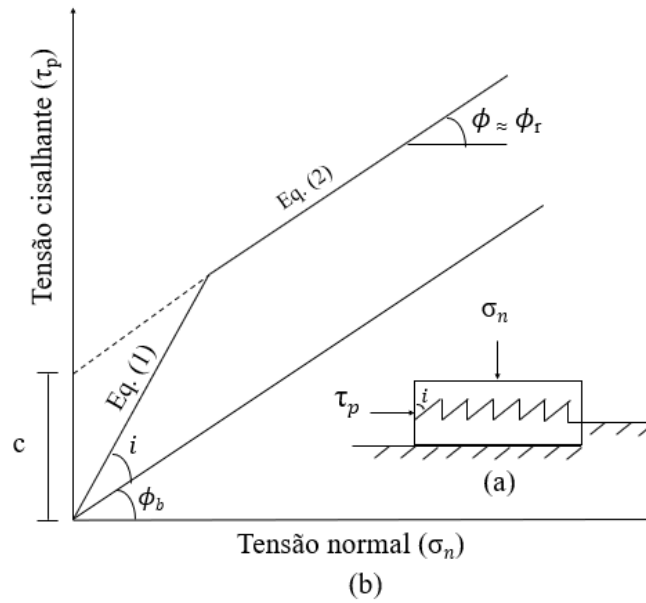 Tensão cisalhante (τp)
ϕ ≈ ϕr
Eq. (2)
Eq. (1)
σn
τp
i
(a)
c
i
ϕb
Tensão normal (σn)
(b)